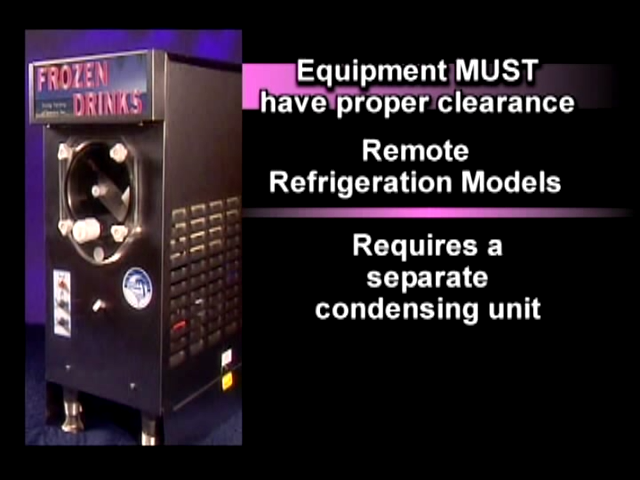 FROZEN
DRINKS
Equipment MUST
have proper clearance
Remote
Refrigeration Models
Requires a
separate
condensing unit